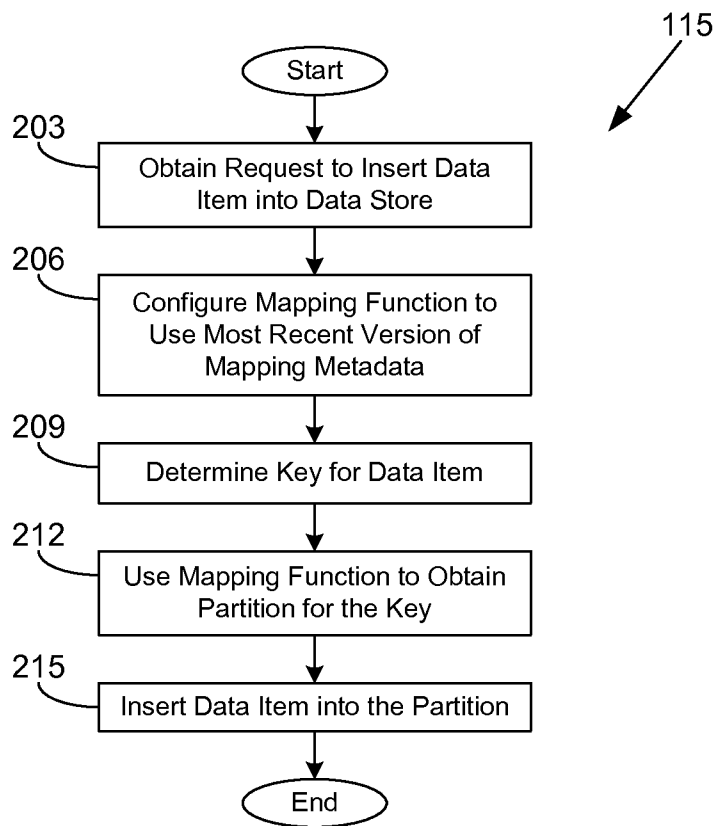 115
Start
203
Obtain Request to Insert Data
Item into Data Store
206
Configure Mapping Function to
Use Most Recent Version of
Mapping Metadata
209
Determine Key for Data Item
212
Use Mapping Function to Obtain
Partition for the Key
215
Insert Data Item into the Partition
End